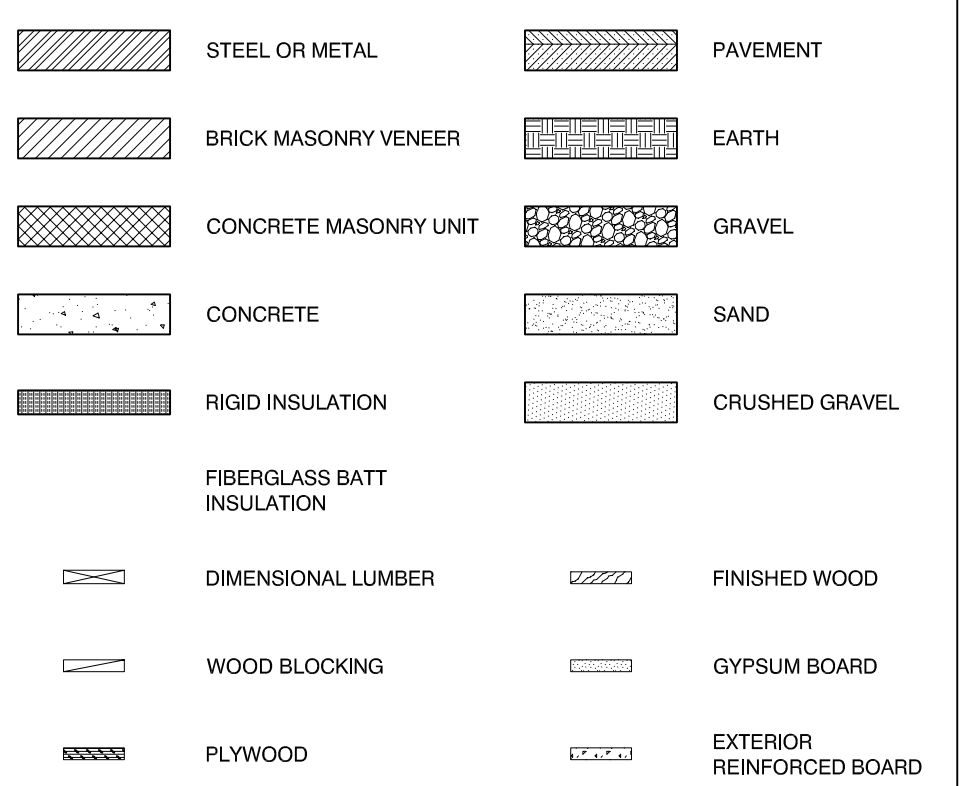 STEEL OR METAL
BRICK MASONRY VENEER
CONCRETE MASONRY UNIT
CONCRETE
RIGID INSULATION
FIBERGLASS BATT
INSULATION
DIMENSIONAL LUMBER
WOOD BLOCKING
PLYWOOD
PAVEMENT
EARTH
GRAVEL
SAND
CRUSHED GRAVEL
FINISHED WOOD
GYPSUM BOARD
EXTERIOR
REINFORCED BOARD